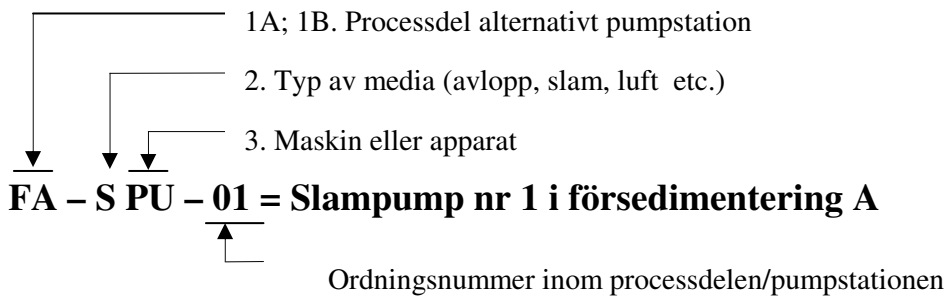 1A; 1B. Processdel alternativt pumpstation
2. Typ av media (avlopp, slam, luft etc.)
3. Maskin eller apparat
FA – S PU – 01 = Slampump nr 1 i försedimentering A
Ordningsnummer inom processdelen/pumpstationen